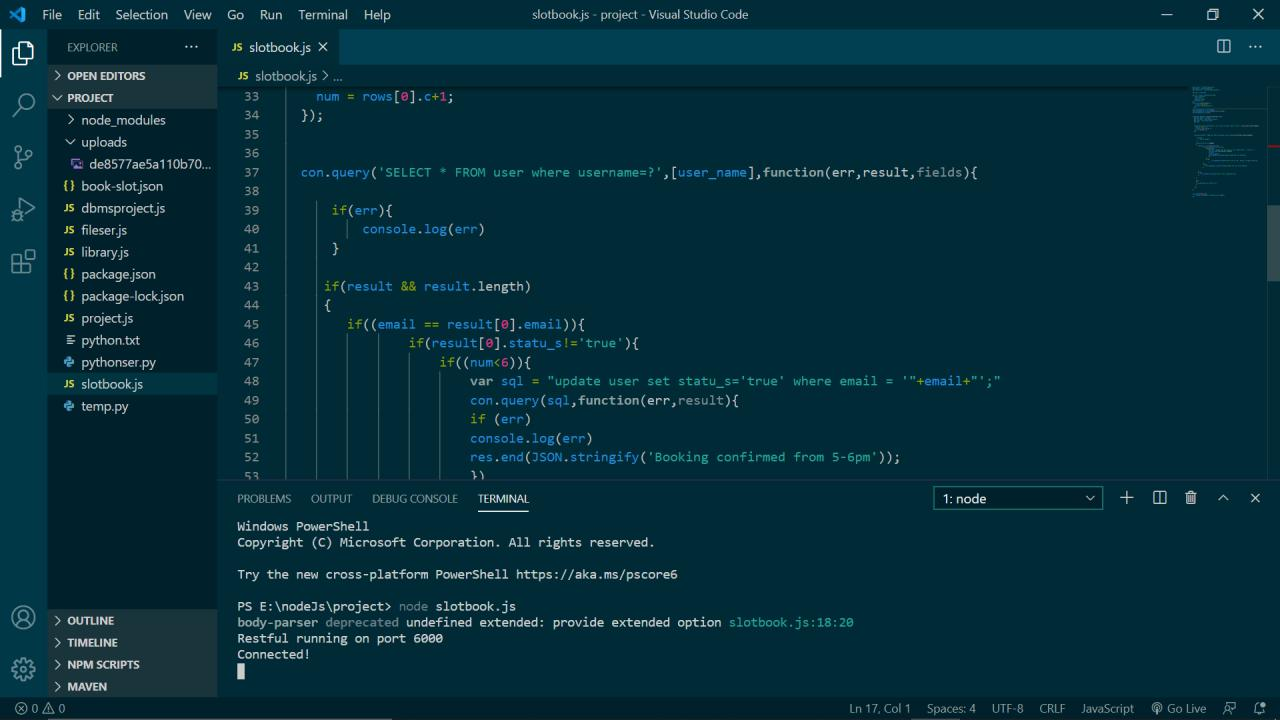 File Edit Selection View Go Run Terminal Help slotbook.js - project - Visual Studio Code
EXPLORER
OPEN EDITORS
PROJECT
node_modules
uploads
de8577ae5a110b70...
book-slot.json
JS dbmsproject.js
JS fileser.js
JS library.js
{} package.json
{} package-lock.json
JS project.js
python.txt
pythonser.py
JS slotbook.js
temp.py
OUTLINE
TIMELINE
NPM SCRIPTS
MAVEN
JS slotbook.js
JS slotbook.js > ...
33 num = rows[0].c+1;
34 });
35
36
37 con.query('SELECT * FROM user where username=?',[user_name],function(err,result,fields){
38
39 if(err){
40 console.log(err)
41 }
42
43 if(result && result.length)
44 {
45 if((email == result[0].email)){
46 if(result[0].statu_s!='true'){
47 if((num<6)){
48 var sql = "update user set statu_s='true' where email = '"+email+"';"
49 con.query(sql,function(err,result){
50 if (err)
51 console.log(err)
52 res.end(JSON.stringify('Booking confirmed from 5-6pm'));
53 })
PROBLEMS OUTPUT DEBUG CONSOLE TERMINAL 1: node
Windows PowerShell
Copyright (C) Microsoft Corporation. All rights reserved.
Try the new cross-platform PowerShell https://aka.ms/pscore6
PS E:\nodeJs\project> node slotbook.js
body-parser deprecated undefined extended: provide extended option slotbook.js:18:20
Restful running on port 6000
Connected!
0 0 Ln 17, Col 1 Spaces: 4 UTF-8 CRLF JavaScript Go Live